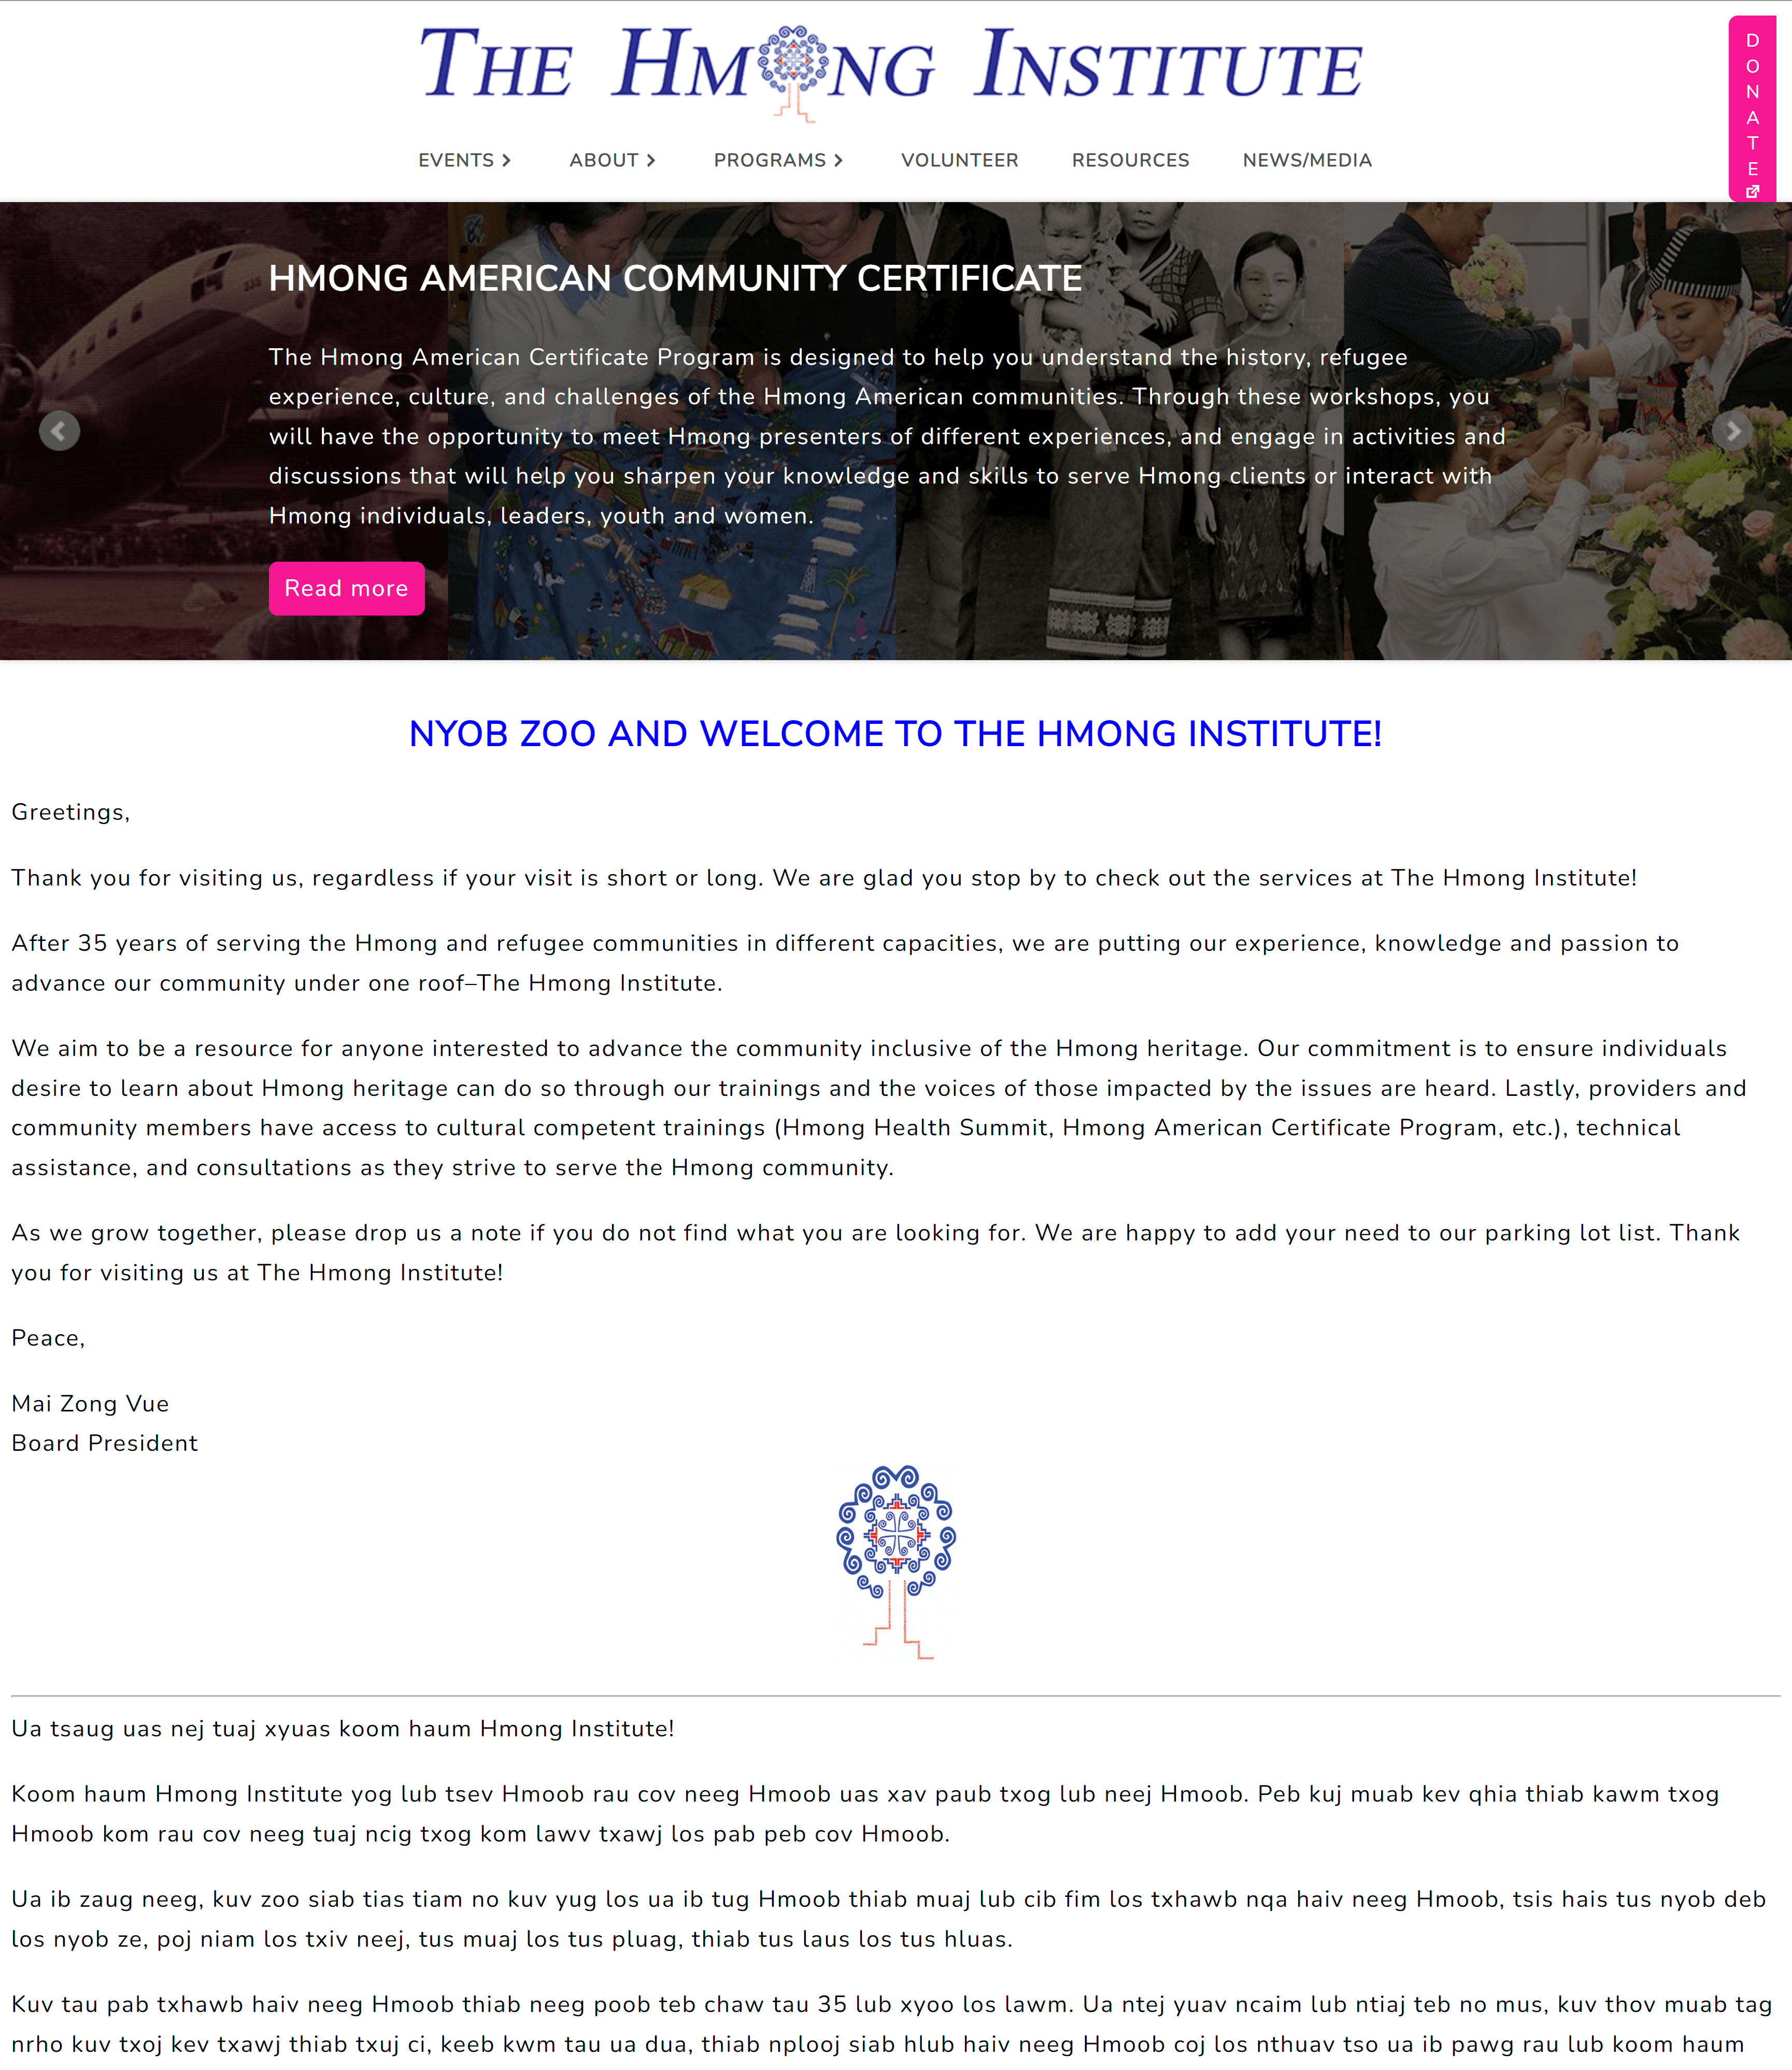 THE HMONG INSTITUTE
DONATE
EVENTS
ABOUT
PROGRAMS
VOLUNTEER
RESOURCES
NEWS/MEDIA
HMONG AMERICAN COMMUNITY CERTIFICATE
The Hmong American Certificate Program is designed to help you understand the history, refugee
experience, culture, and challenges of the Hmong American communities. Through these workshops, you
will have the opportunity to meet Hmong presenters of different experiences, and engage in activities and
discussions that will help you sharpen your knowledge and skills to serve Hmong clients or interact with
Hmong individuals, leaders, youth and women.
Read more
NYOB ZOO AND WELCOME TO THE HMONG INSTITUTE!
Greetings,
Thank you for visiting us, regardless if your visit is short or long. We are glad you stop by to check out the services at The Hmong Institute!
After 35 years of serving the Hmong and refugee communities in different capacities, we are putting our experience, knowledge and passion to
advance our community under one roof–The Hmong Institute.
We aim to be a resource for anyone interested to advance the community inclusive of the Hmong heritage. Our commitment is to ensure individuals
desire to learn about Hmong heritage can do so through our trainings and the voices of those impacted by the issues are heard. Lastly, providers and
community members have access to cultural competent trainings (Hmong Health Summit, Hmong American Certificate Program, etc.), technical
assistance, and consultations as they strive to serve the Hmong community.
As we grow together, please drop us a note if you do not find what you are looking for. We are happy to add your need to our parking lot list. Thank
you for visiting us at The Hmong Institute!
Peace,
Mai Zong Vue
Board President
Ua tsaug uas nej tuaj xyuas koom haum Hmong Institute!
Koom haum Hmong Institute yog lub tsev Hmoob rau cov neeg Hmoob uas xav paub txog lub neej Hmoob. Peb kuj muab kev qhia thiab kawm txog
Hmoob kom rau cov neeg tuaj ncig txog kom lawv txawj los pab peb cov Hmoob.
Ua ib zaug neeg, kuv zoo siab tias tiam no kuv yug los ua ib tug Hmoob thiab muaj lub cib fim los txhawb nqa haiv neeg Hmoob, tsis hais tus nyob deb
los nyob ze, poj niam los txiv neej, tus muaj los tus pluag, thiab tus laus los tus hluas.
Kuv tau pab txhawb haiv neeg Hmoob thiab neeg poob teb chaw tau 35 lub xyoo los lawm. Ua ntej yuav ncaim lub ntiaj teb no mus, kuv thov muab tag
nrho kuv txoj kev txawj thiab txuj ci, keeb kwm tau ua dua, thiab nplooj siab hlub haiv neeg Hmoob coj los nthuav tso ua ib pawg rau lub koom haum